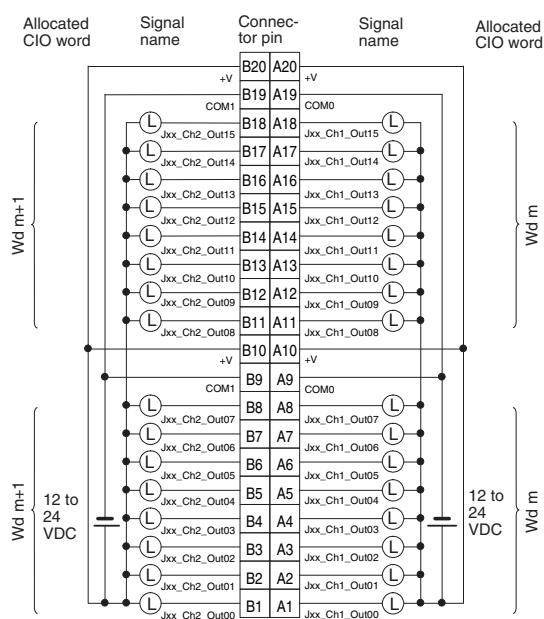 Allocated CIO word
Signal name
Connec-tor pin
Signal name
Allocated CIO word
B20 A20
+V +V
B19 A19
COM1 COM0
B18 A18
L L
Jxx_Ch2_Out15 Jxx_Ch1_Out15
B17 A17
L L
Jxx_Ch2_Out14 Jxx_Ch1_Out14
B16 A16
L L
Jxx_Ch2_Out13 Jxx_Ch1_Out13
B15 A15
L L
Jxx_Ch2_Out12 Jxx_Ch1_Out12
Wd m+1 Wd m
B14 A14
L L
Jxx_Ch2_Out11 Jxx_Ch1_Out11
B13 A13
L L
Jxx_Ch2_Out10 Jxx_Ch1_Out10
B12 A12
L L
Jxx_Ch2_Out09 Jxx_Ch1_Out09
B11 A11
L L
Jxx_Ch2_Out08 Jxx_Ch1_Out08
B10 A10
+V +V
B9 A9
COM1 COM0
B8 A8
L L
Jxx_Ch2_Out07 Jxx_Ch1_Out07
B7 A7
L L
Jxx_Ch2_Out06 Jxx_Ch1_Out06
B6 A6
L L
Jxx_Ch2_Out05 Jxx_Ch1_Out05
B5 A5
L L
Jxx_Ch2_Out04 Jxx_Ch1_Out04
Wd m+1
12 to 24 VDC
12 to 24 VDC
Wd m
B4 A4
L L
Jxx_Ch2_Out03 Jxx_Ch1_Out03
B3 A3
L L
Jxx_Ch2_Out02 Jxx_Ch1_Out02
B2 A2
L L
Jxx_Ch2_Out01 Jxx_Ch1_Out01
B1 A1
L L
Jxx_Ch2_Out00 Jxx_Ch1_Out00